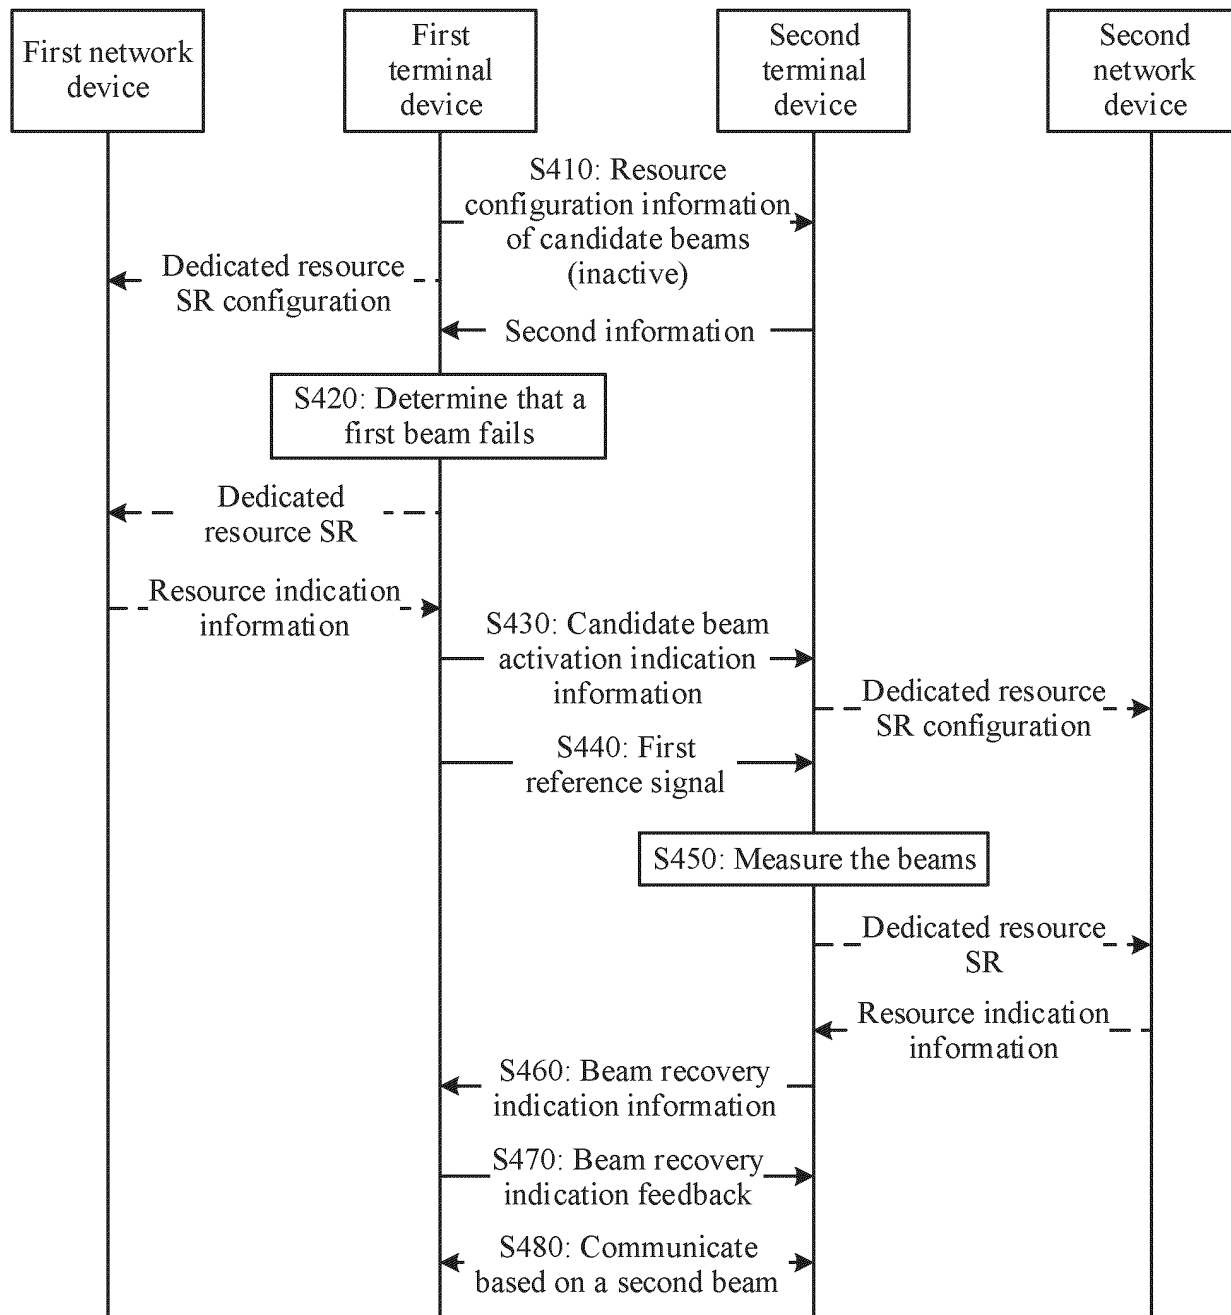 First network
device
First
terminal
device
Second
terminal
device
Second
network
device
S410: Resource
configuration information
of candidate beams
(inactive)
Dedicated resource
SR configuration
Second information
S420: Determine that a
first beam fails
Dedicated
resource SR
Resource indication
information
S430: Candidate beam
activation indication
information
Dedicated resource
SR configuration
S440: First
reference signal
S450: Measure the beams
Dedicated resource
SR
Resource indication
information
S460: Beam recovery
indication information
S470: Beam recovery
indication feedback
S480: Communicate
based on a second beam